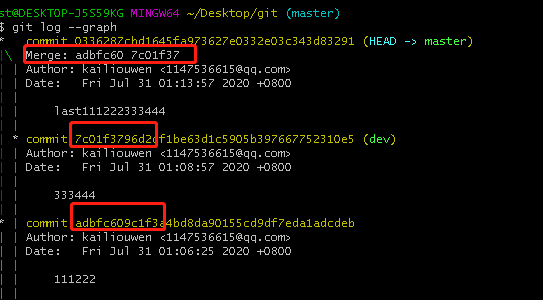 st@DESKTOP-J5S59KG MINGW64 ~/Desktop/git (master)
$ git log --graph
*   commit 0336287cbd1645fa973627e0332e03c343d83291 (HEAD -> master)
|\  Merge: adbfc60 7c01f37
| | Author: kailiouwen <1147536615@qq.com>
| | Date:   Fri Jul 31 01:13:57 2020 +0800
| |
| |     last111222333444
| |
| * commit 7c01f3796d2df1be63d1c5905b397667752310e5 (dev)
| | Author: kailiouwen <1147536615@qq.com>
| | Date:   Fri Jul 31 01:08:57 2020 +0800
| |
| |     333444
| |
* | commit adbfc609c1f3a4bd8da90155cd9df7eda1adcdeb
| | Author: kailiouwen <1147536615@qq.com>
| | Date:   Fri Jul 31 01:06:25 2020 +0800
| |
| |     111222